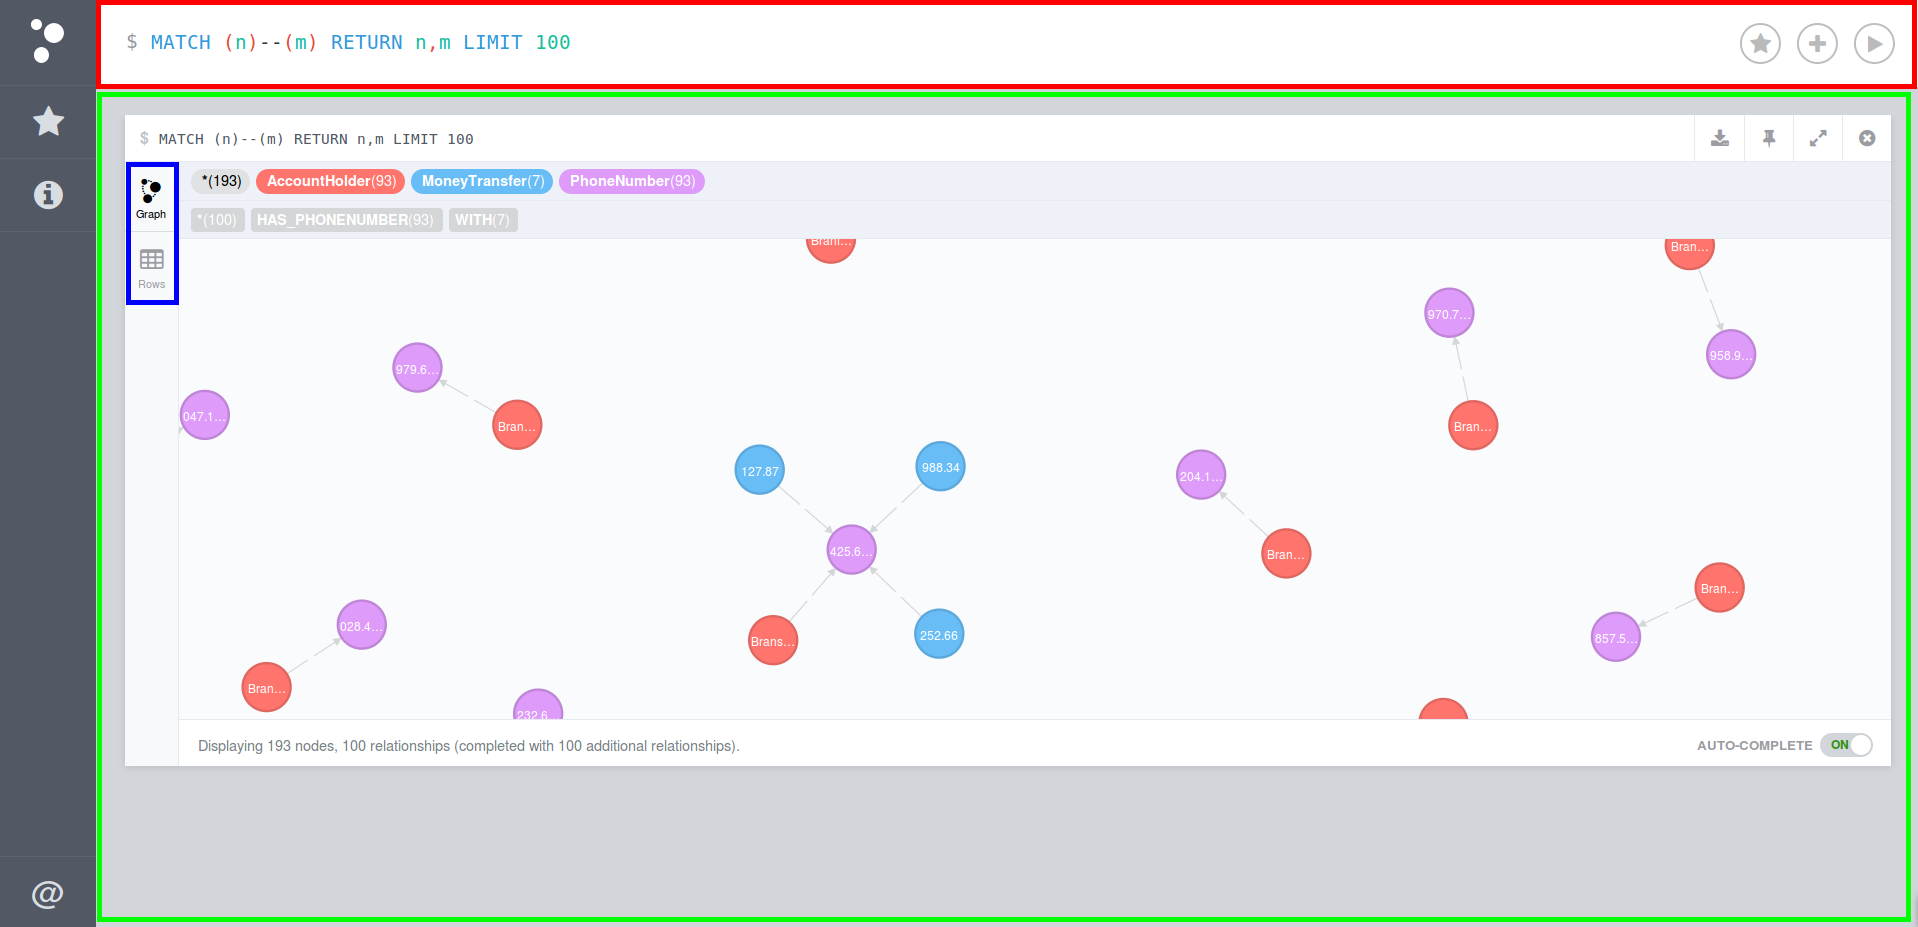 $ MATCH (n)--(m) RETURN n,m LIMIT 100
$ MATCH (n)--(m) RETURN n,m LIMIT 100
*(193) AccountHolder(93) MoneyTransfer(7) PhoneNumber(93)
Graph
*(100) HAS_PHONENUMBER(93) WITH(7)
Rows
Bran...
970.7...
958.9...
979.6...
047.1...
Bran...
Bran...
127.87
988.34
204.1...
425.6...
Bran...
Bran...
028.4...
Brans...
252.66
857.5...
Bran...
232.6...
Displaying 193 nodes, 100 relationships (completed with 100 additional relationships).
AUTO-COMPLETE ON
@